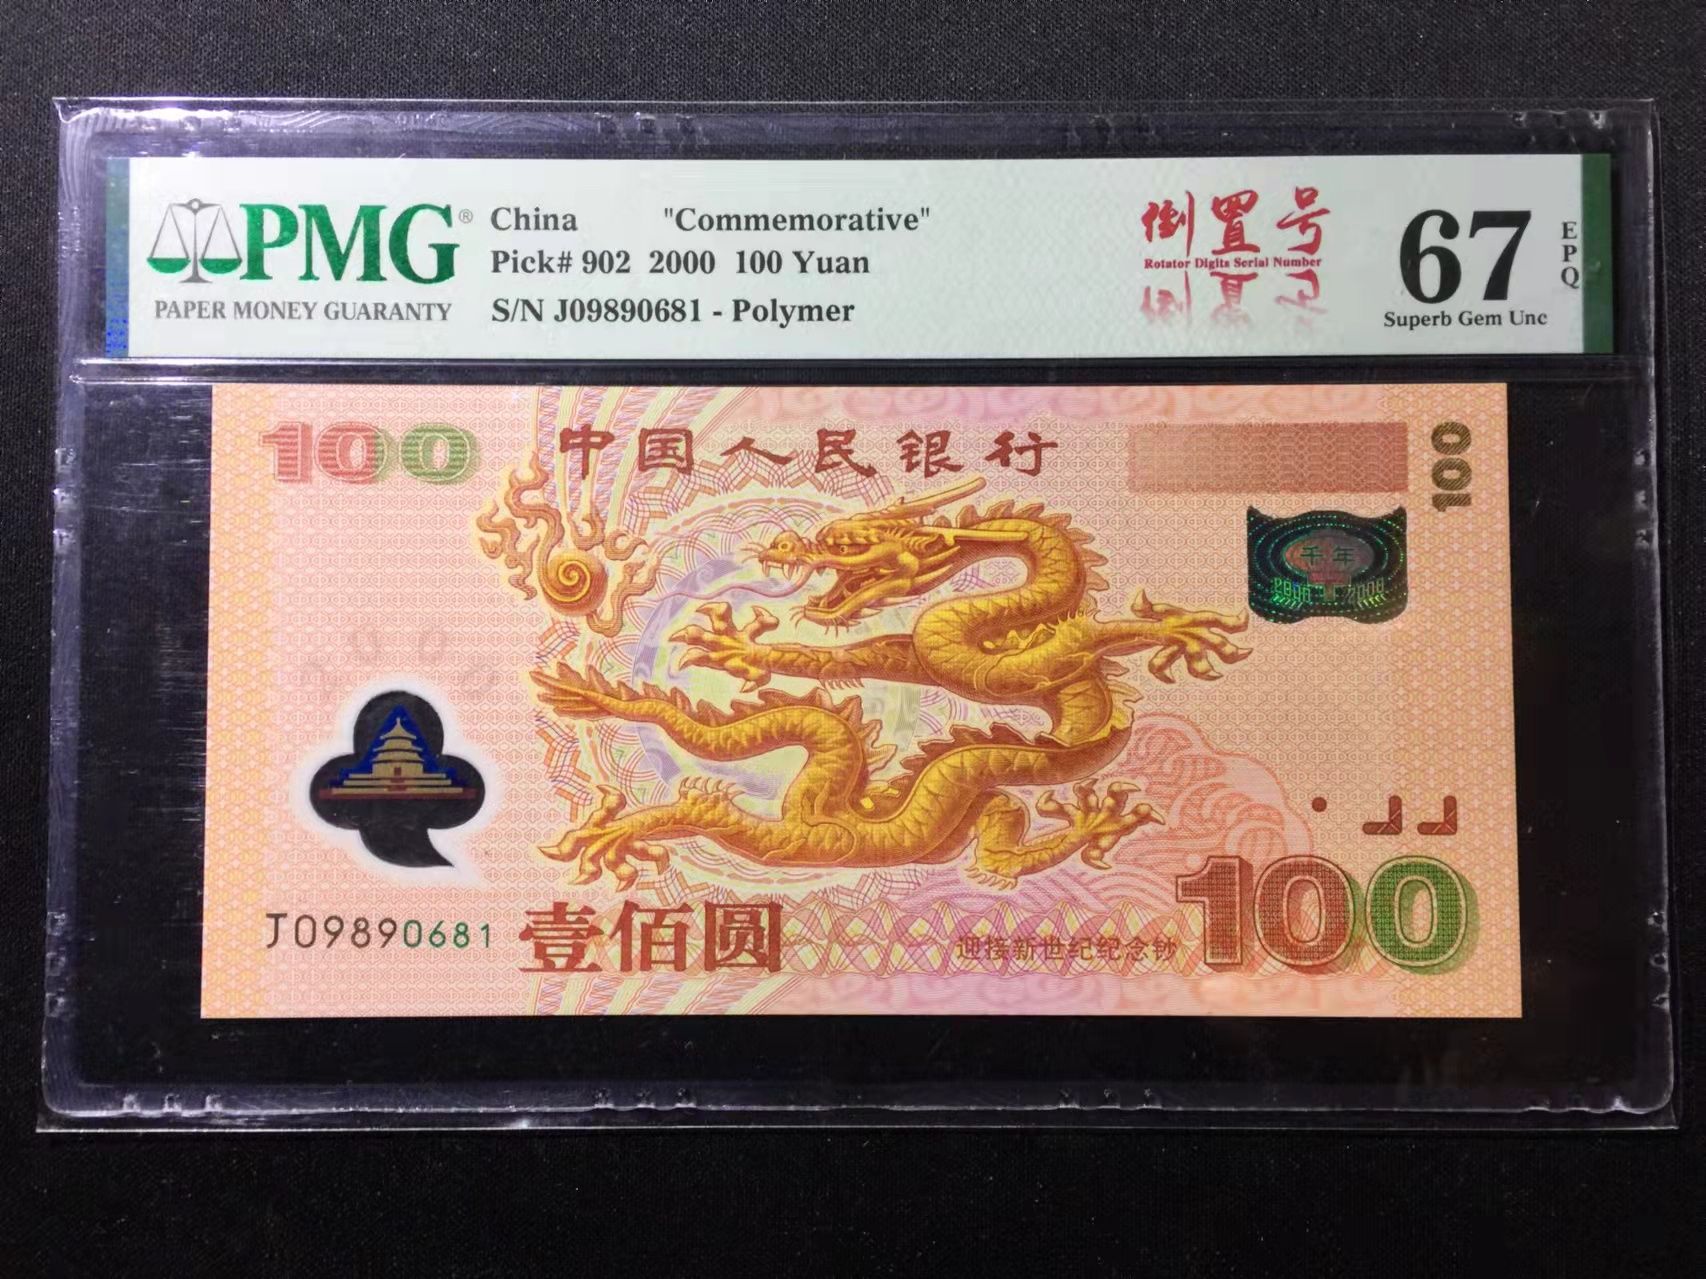 PMG®
PAPER MONEY GUARANTY
China "Commemorative"
Pick# 902 2000 100 Yuan
S/N J09890681 - Polymer
倒置号
Rotator Digits Serial Number
67
EPQ
Superb Gem Unc
100
中国人民银行
100
千年
2000 2000
J09890681
壹佰圆
迎接新世纪纪念钞
100